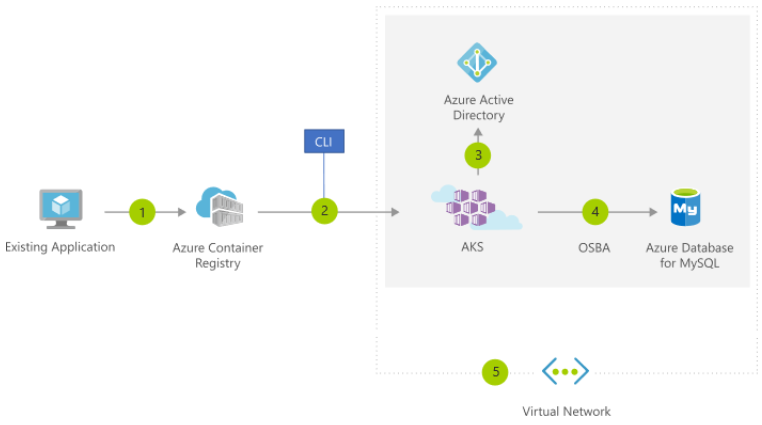 Azure Active
Directory
CLI
3
1
2
4
My
Existing Application
Azure Container
Registry
AKS
OSBA
Azure Database
for MySQL
5
Virtual Network